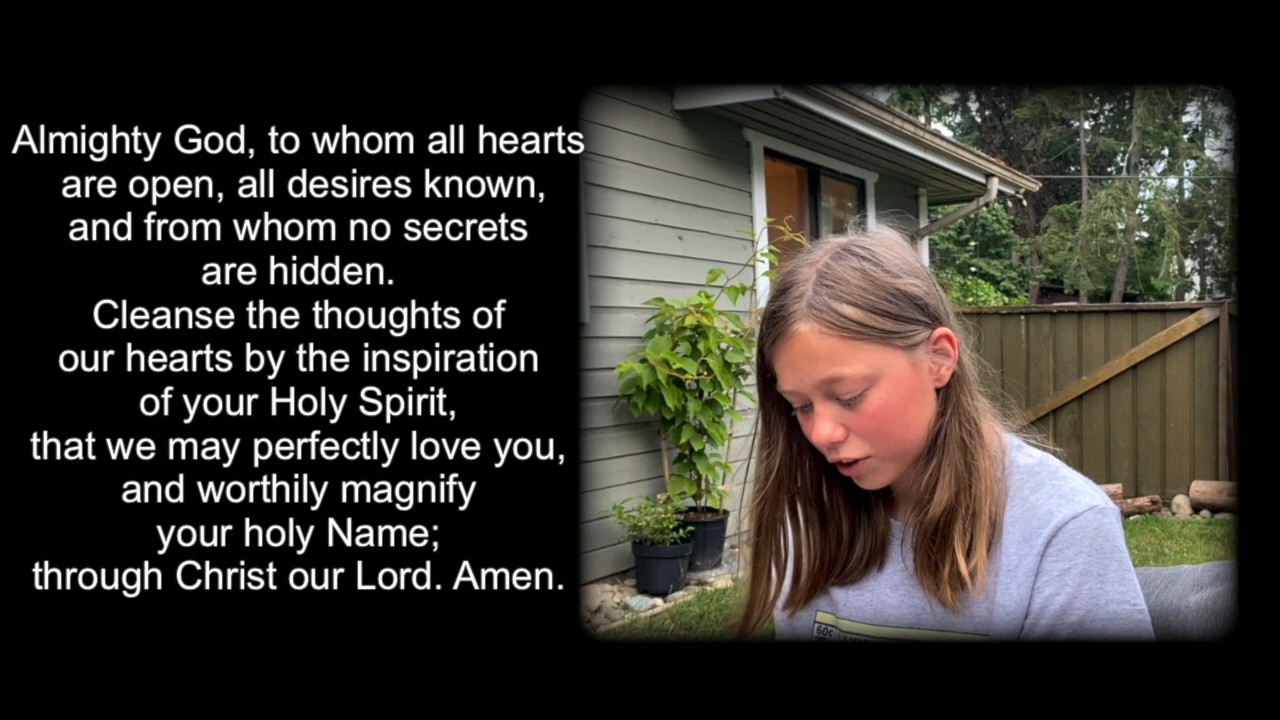 Almighty God, to whom all hearts
are open, all desires known,
and from whom no secrets
are hidden.
Cleanse the thoughts of
our hearts by the inspiration
of your Holy Spirit,
that we may perfectly love you,
and worthily magnify
your holy Name;
through Christ our Lord. Amen.
60¢